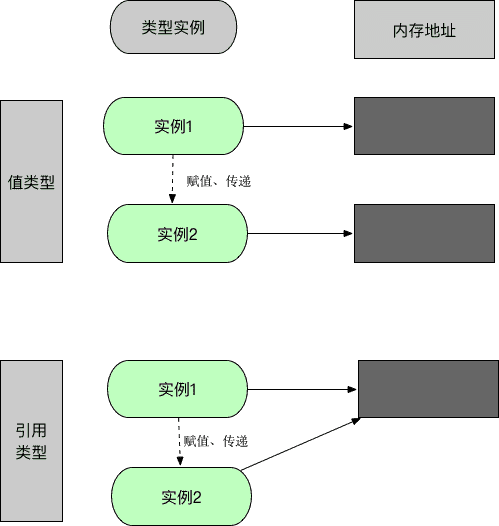 类型实例
内存地址
值类型
实例1
赋值、传递
实例2
引用
类型
实例1
赋值、传递
实例2